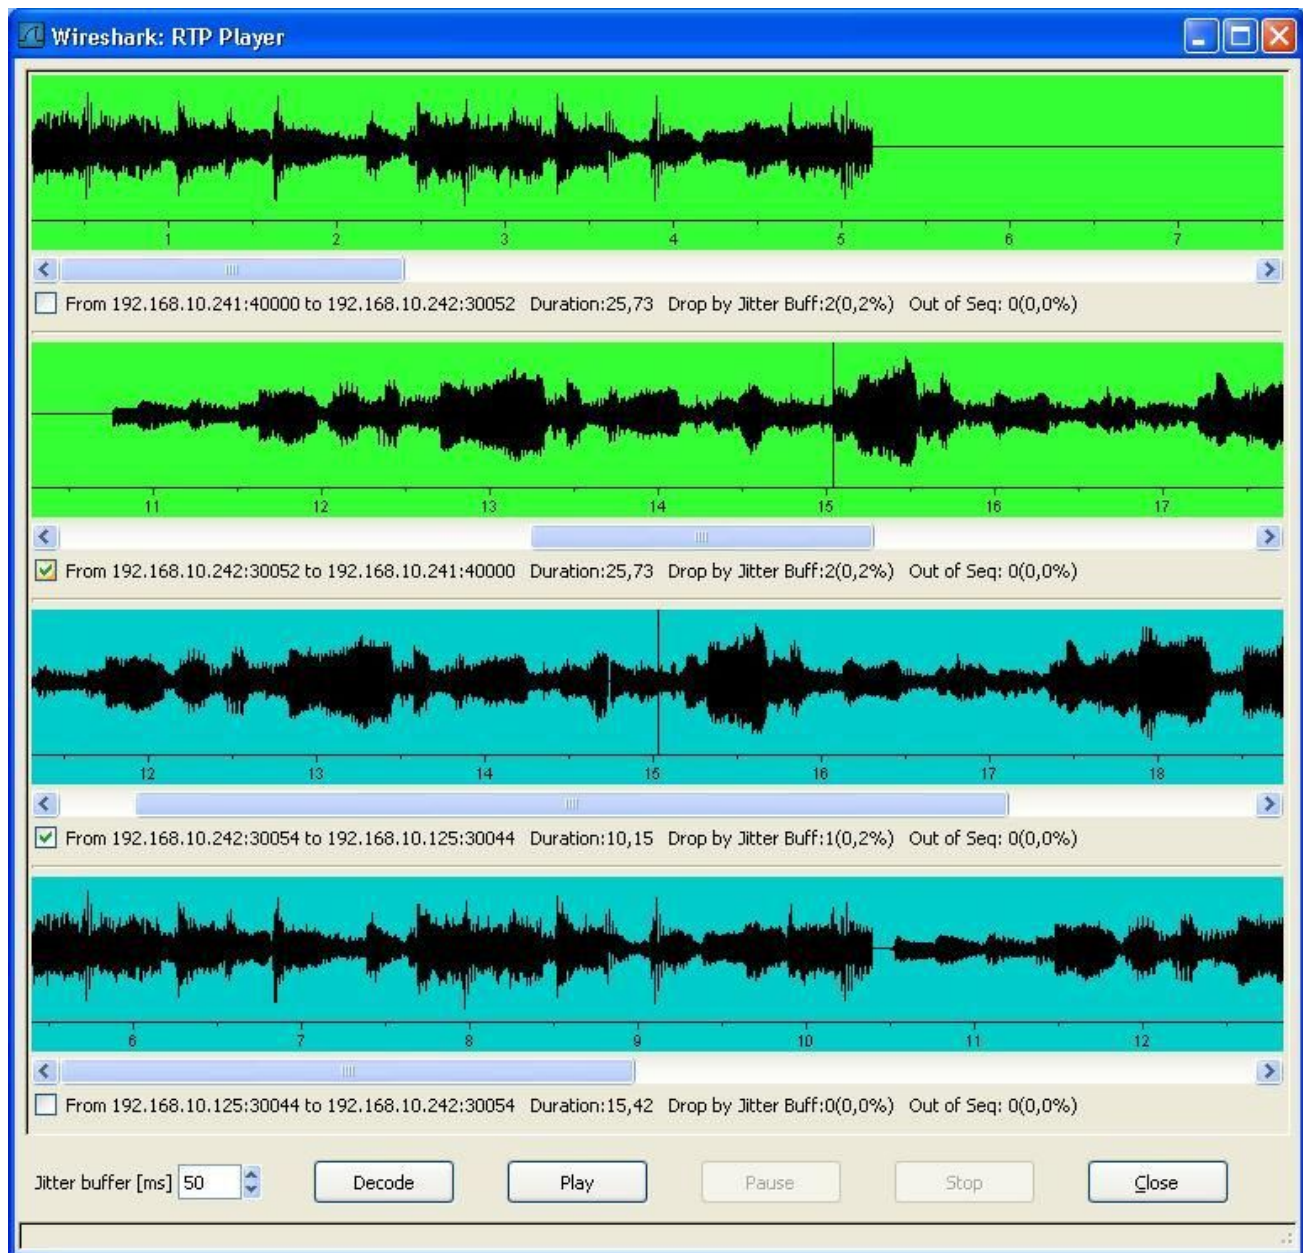 Wireshark: RTP Player
1 2 3 4 5 6 7
From 192.168.10.241:40000 to 192.168.10.242:30052 Duration:25,73 Drop by Jitter Buff:2(0,2%) Out of Seq: 0(0,0%)
11 12 13 14 15 16 17
From 192.168.10.242:30052 to 192.168.10.241:40000 Duration:25,73 Drop by Jitter Buff:2(0,2%) Out of Seq: 0(0,0%)
12 13 14 15 16 17 18
From 192.168.10.242:30054 to 192.168.10.125:30044 Duration:10,15 Drop by Jitter Buff:1(0,2%) Out of Seq: 0(0,0%)
6 7 8 9 10 11 12
From 192.168.10.125:30044 to 192.168.10.242:30054 Duration:15,42 Drop by Jitter Buff:0(0,0%) Out of Seq: 0(0,0%)
Jitter buffer [ms] 50 Decode Play Pause Stop Close